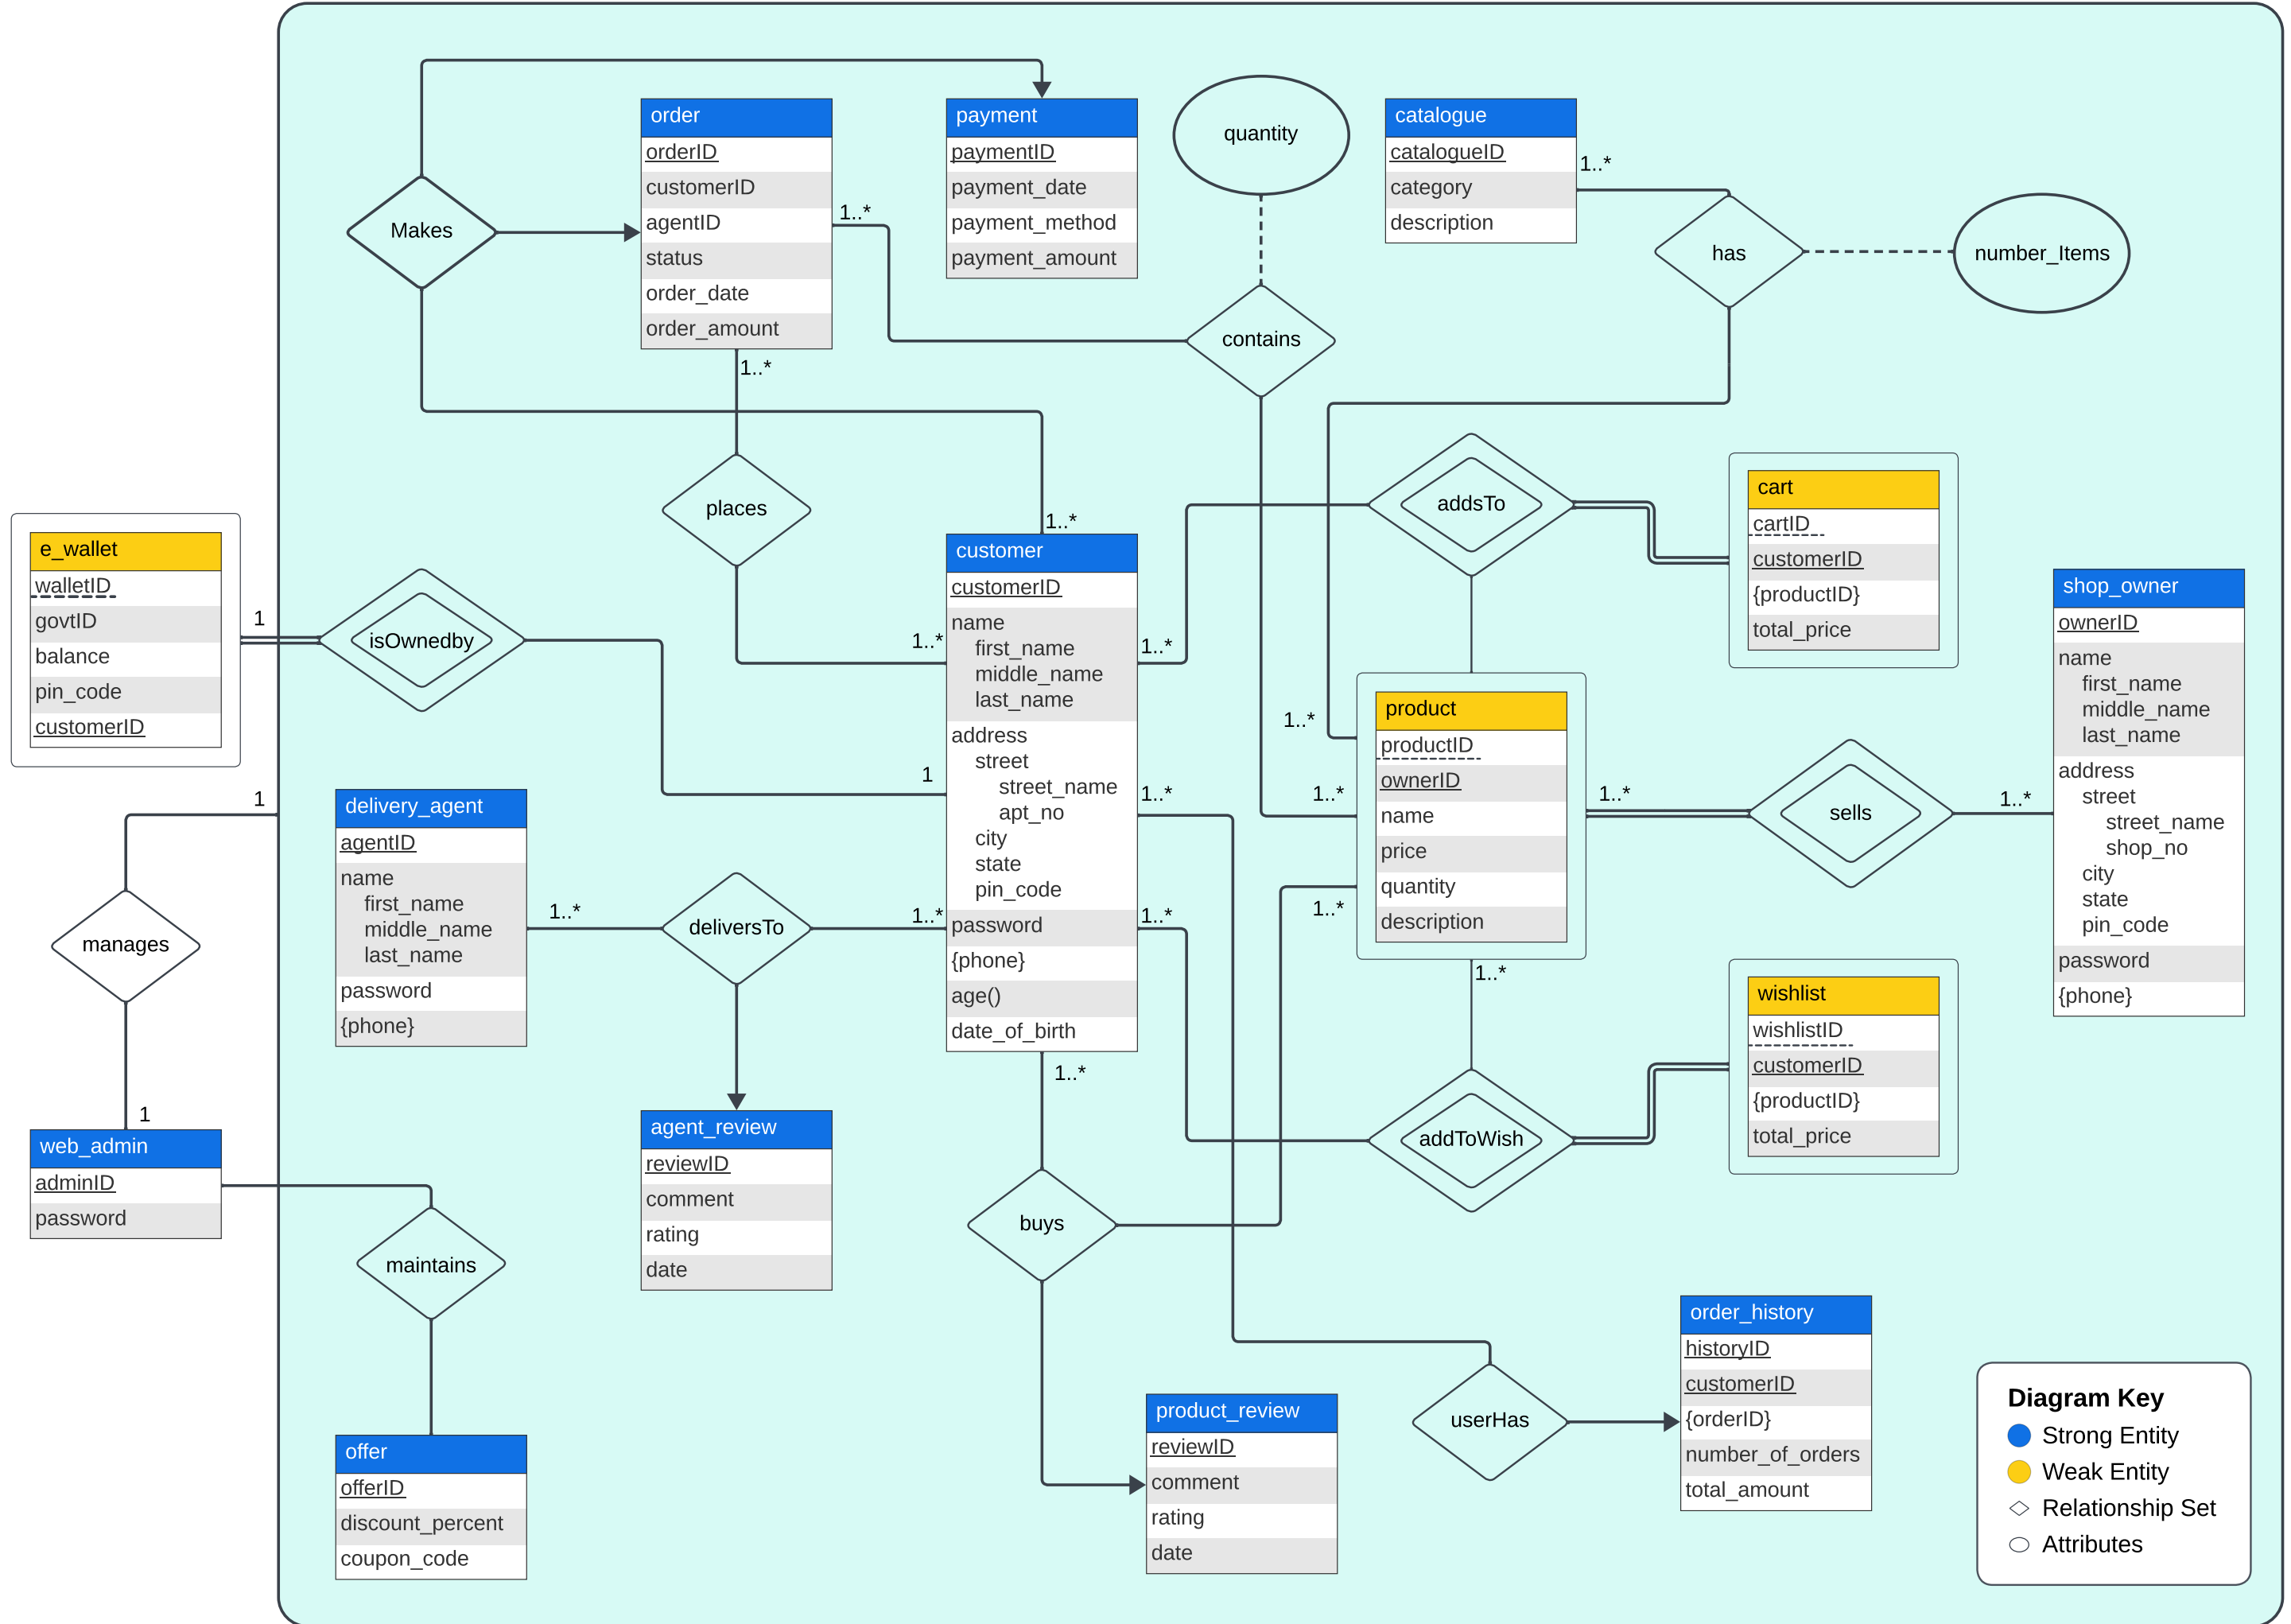 order
orderID
customerID
agentID
status
order_date
order_amount
payment
paymentID
payment_date
payment_method
payment_amount
quantity
catalogue
catalogueID
category
description
1..*
has
number_Items
Makes
1..*
contains
1..*
places
addsTo
cart
cartID
customerID
{productID}
total_price
e_wallet
walletID
govtID
balance
pin_code
customerID
1
isOwnedby
1
1..*
1..*
1..*
customer
customerID
name
first_name
middle_name
last_name
address
street
street_name
apt_no
city
state
pin_code
password
{phone}
age()
date_of_birth
1..*
1..*
1..*
1..*
1..*
1..*
product
productID
ownerID
name
price
quantity
description
1..*
1..*
sells
1..*
shop_owner
ownerID
name
first_name
middle_name
last_name
address
street
street_name
shop_no
city
state
pin_code
password
{phone}
1
manages
1
delivery_agent
agentID
name
first_name
middle_name
last_name
password
{phone}
1..*
deliversTo
1..*
wishlist
wishlistID
customerID
{productID}
total_price
addToWish
web_admin
adminID
password
maintains
agent_review
reviewID
comment
rating
date
buys
offer
offerID
discount_percent
coupon_code
product_review
reviewID
comment
rating
date
userHas
order_history
historyID
customerID
{orderID}
number_of_orders
total_amount
Diagram Key
Strong Entity
Weak Entity
Relationship Set
Attributes